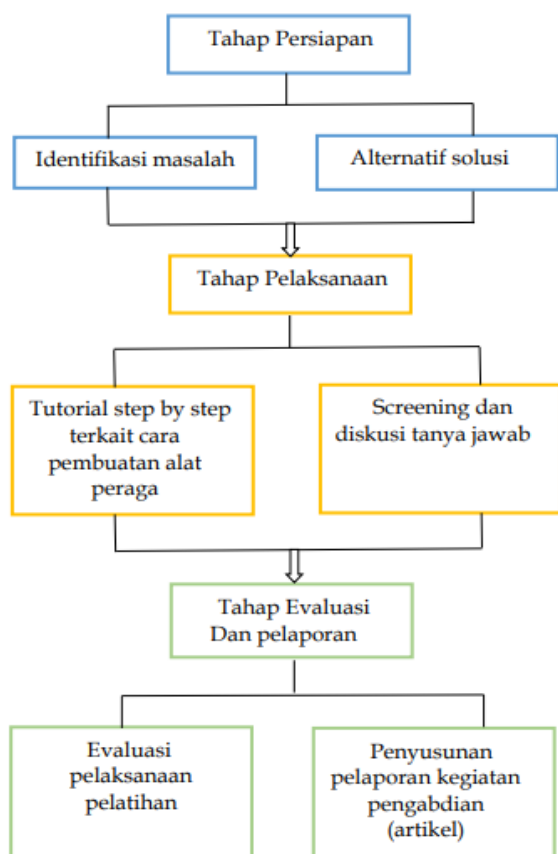 Tahap Persiapan
Identifikasi masalah
Alternatif solusi
Tahap Pelaksanaan
Tutorial step by step
terkait cara
pembuatan alat
peraga
Screening dan
diskusi tanya jawab
Tahap Evaluasi
Dan pelaporan
Evaluasi
pelaksanaan
pelatihan
Penyusunan
pelaporan kegiatan
pengabdian
(artikel)